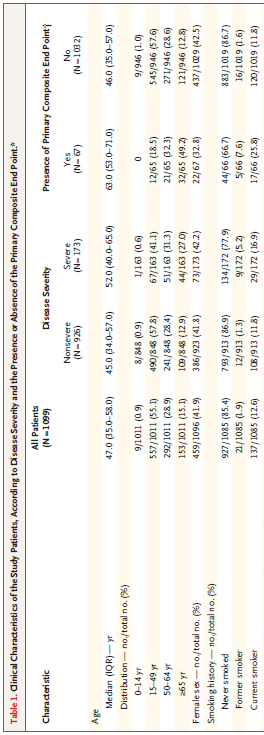 Table 1. Clinical Characteristics of the Study Patients, According to Disease Severity and the Presence or Absence of the Primary Composite End Point.*
Characteristic All Patients (N=1099) Disease Severity Presence of Primary Composite End Point†
Nonsevere (N=926) Severe (N=173) Yes (N=67) No (N=1032)
Age
Median (IQR) — yr 47.0 (35.0–58.0) 45.0 (34.0–57.0) 52.0 (40.0–65.0) 63.0 (53.0–71.0) 46.0 (35.0–57.0)
Distribution — no./total no. (%)
0–14 yr 9/1011 (0.9) 8/848 (0.9) 1/163 (0.6) 0 9/946 (1.0)
15–49 yr 557/1011 (55.1) 490/848 (57.8) 67/163 (41.1) 12/65 (18.5) 545/946 (57.6)
50–64 yr 292/1011 (28.9) 241/848 (28.4) 51/163 (31.3) 21/65 (32.3) 271/946 (28.6)
≥65 yr 153/1011 (15.1) 109/848 (12.9) 44/163 (27.0) 32/65 (49.2) 121/946 (12.8)
Female sex — no./total no. (%) 459/1096 (41.9) 386/923 (41.8) 73/173 (42.2) 22/67 (32.8) 437/1029 (42.5)
Smoking history — no./total no. (%)
Never smoked 927/1085 (85.4) 793/913 (86.9) 134/172 (77.9) 44/66 (66.7) 883/1019 (86.7)
Former smoker 21/1085 (1.9) 12/913 (1.3) 9/172 (5.2) 5/66 (7.6) 16/1019 (1.6)
Current smoker 137/1085 (12.6) 108/913 (11.8) 29/172 (16.9) 17/66 (25.8) 120/1019 (11.8)